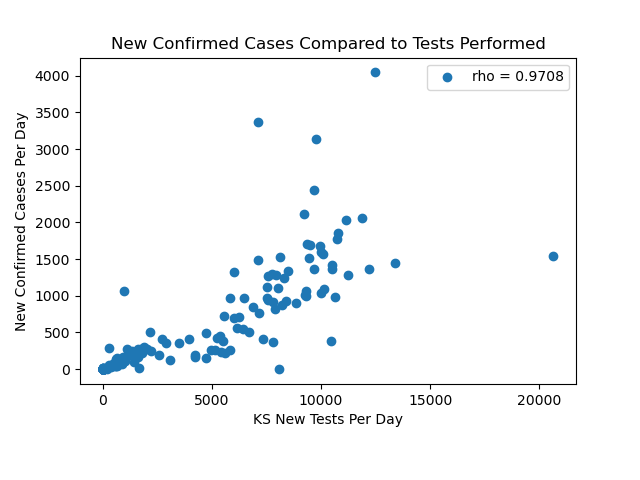 New Confirmed Cases Compared to Tests Performed
rho = 0.9708
4000
3500
3000
2500
2000
1500
1000
500
0
New Confirmed Caeses Per Day
0 5000 10000 15000 20000
KS New Tests Per Day